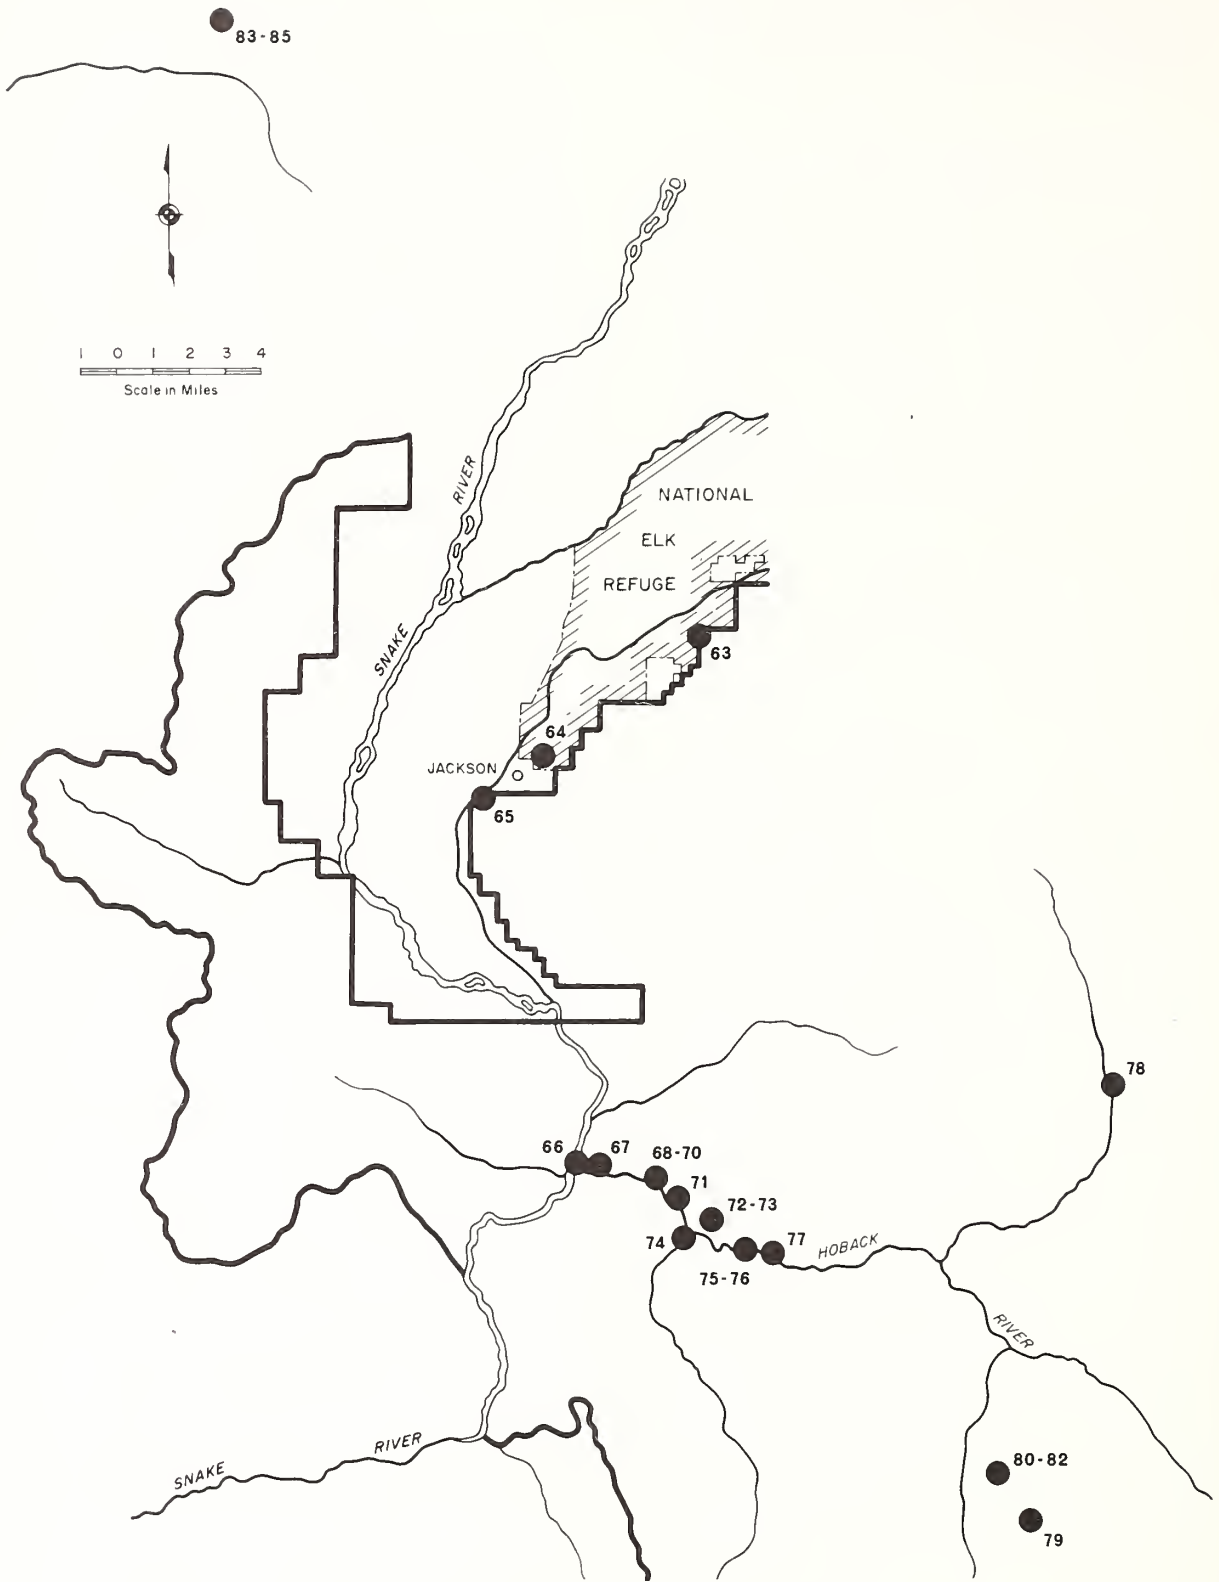 83-85
1 0 1 2 3 4
Scale in Miles
RIVER
NATIONAL
ELK
REFUGE
SNAKE
63
64
JACKSON
65
78
66
67
68-70
71
72-73
74
77
HOBACK
75-76
RIVER
RIVER
SNAKE
80-82
79